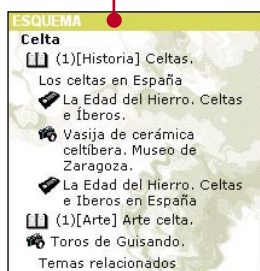 ESQUEMA
Celta
(1)[Historia] Celtas.
Los celtas en España
La Edad del Hierro. Celtas
e Íberos.
Vasija de cerámica
celtíbera. Museo de
Zaragoza.
La Edad del Hierro. Celtas
e Iberos en España
(1)[Arte] Arte celta.
Toros de Guisando.
Temas relacionados